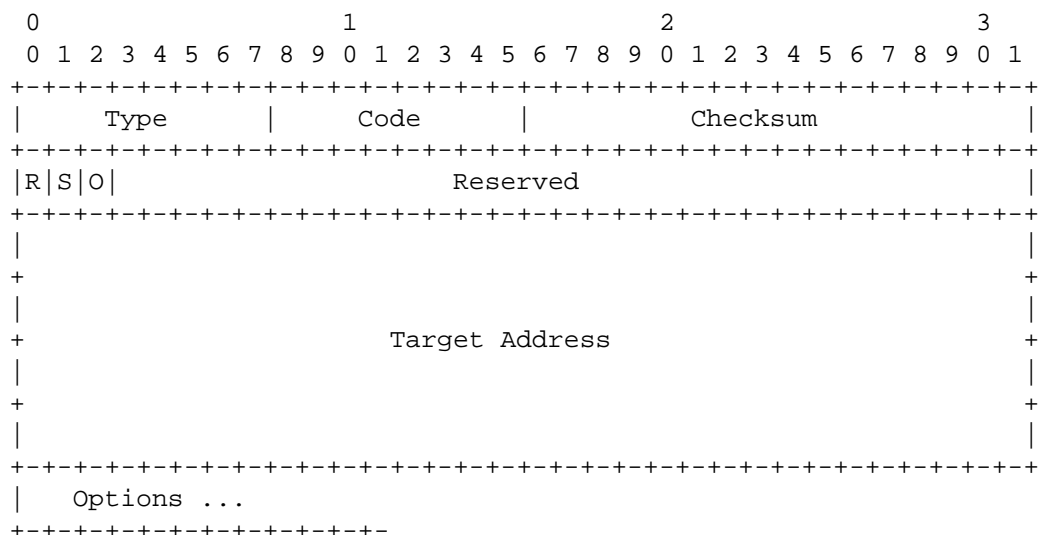 0                   1                   2                   3
 0 1 2 3 4 5 6 7 8 9 0 1 2 3 4 5 6 7 8 9 0 1 2 3 4 5 6 7 8 9 0 1
+-+-+-+-+-+-+-+-+-+-+-+-+-+-+-+-+-+-+-+-+-+-+-+-+-+-+-+-+-+-+-+-+
|     Type      |     Code      |          Checksum             |
+-+-+-+-+-+-+-+-+-+-+-+-+-+-+-+-+-+-+-+-+-+-+-+-+-+-+-+-+-+-+-+-+
|R|S|O|                     Reserved                            |
+-+-+-+-+-+-+-+-+-+-+-+-+-+-+-+-+-+-+-+-+-+-+-+-+-+-+-+-+-+-+-+-+
|                                                               |
+                                                               +
|                                                               |
+                       Target Address                          +
|                                                               |
+                                                               +
|                                                               |
+-+-+-+-+-+-+-+-+-+-+-+-+-+-+-+-+-+-+-+-+-+-+-+-+-+-+-+-+-+-+-+-+
|   Options ...
+-+-+-+-+-+-+-+-+-+-+-+-